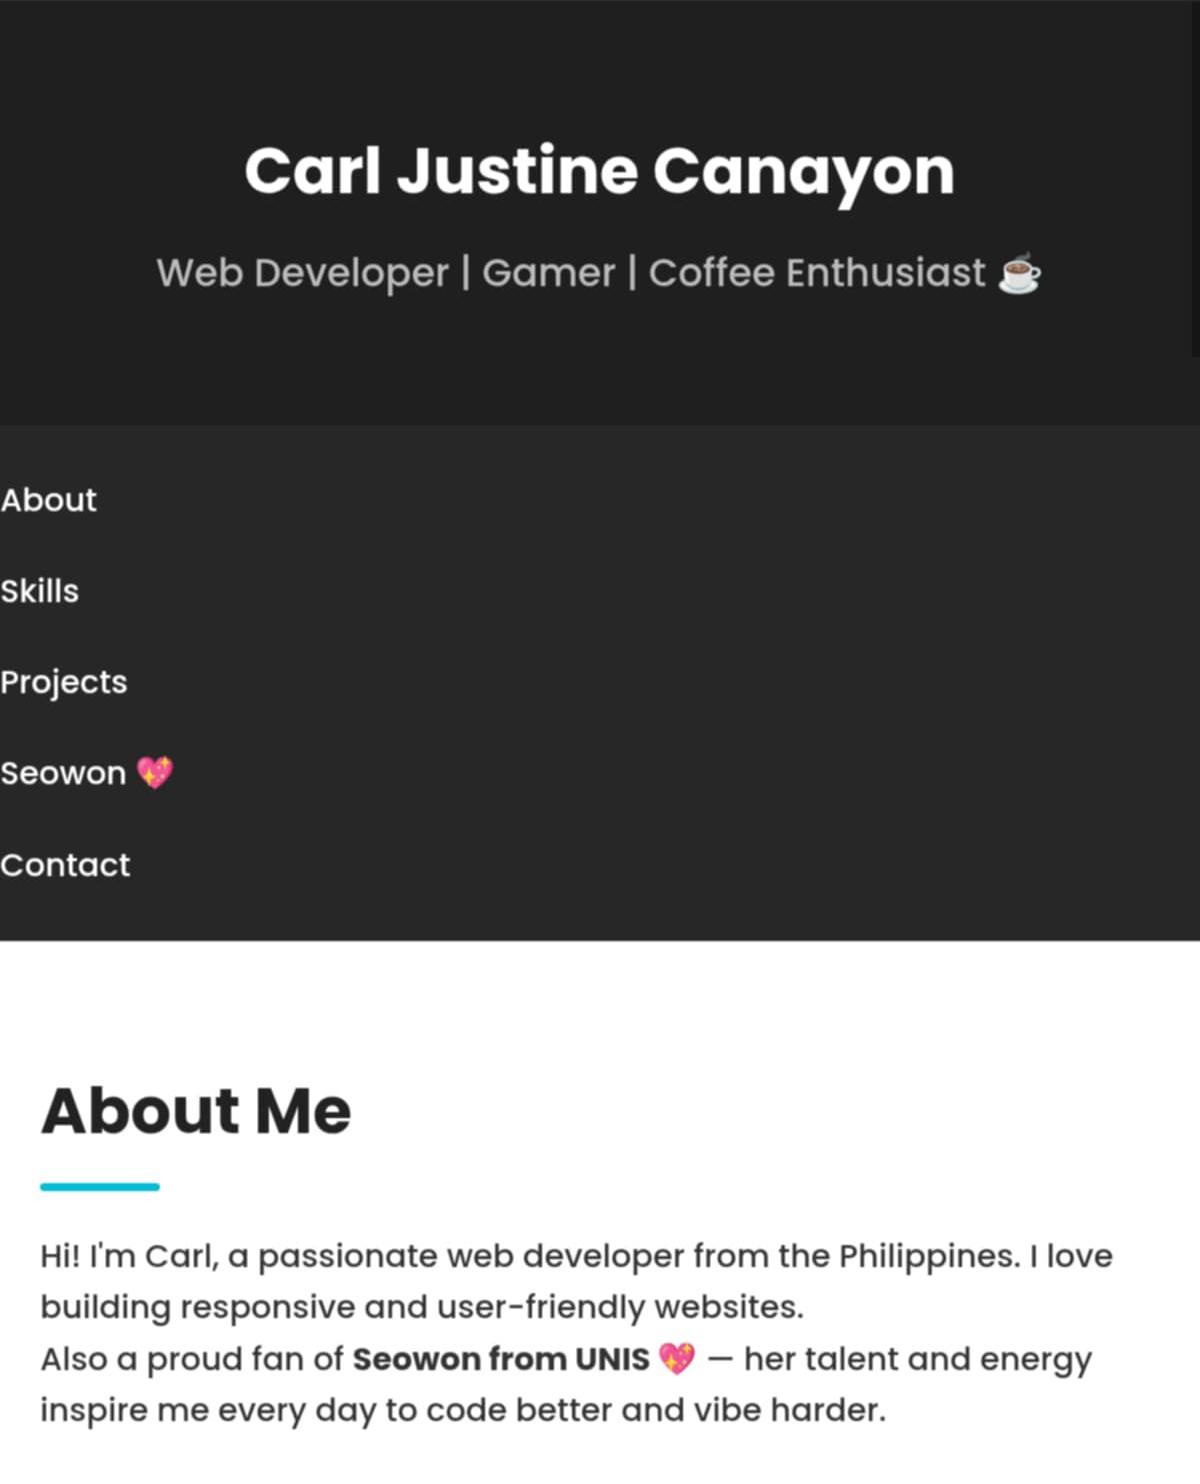 Carl Justine Canayon
Web Developer | Gamer | Coffee Enthusiast ☕
About
Skills
Projects
Seowon 💖
Contact
About Me
Hi! I'm Carl, a passionate web developer from the Philippines. I love
building responsive and user-friendly websites.
Also a proud fan of Seowon from UNIS 💖 — her talent and energy
inspire me every day to code better and vibe harder.